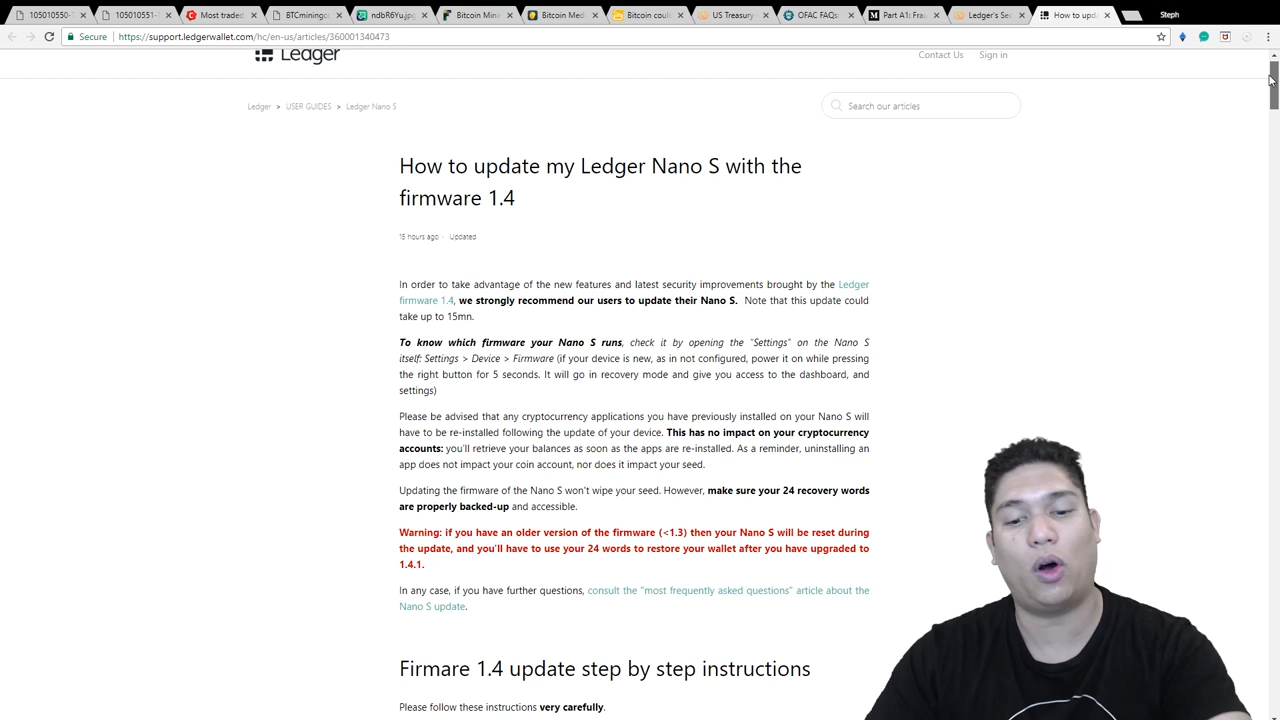 105010550-
105010551-
Most traded
BTCminingco
ndbR6Yu.jpg
Bitcoin Mini
Bitcoin Med
Bitcoin coul
US Treasury
OFAC FAQs:
Part A1: Frau
Ledger's Se
How to upd
Steph
Secure
https://support.ledgerwallet.com/hc/en-us/articles/360001340473
Ledger
Contact Us
Sign in
Ledger > USER GUIDES > Ledger Nano S
Search our articles
How to update my Ledger Nano S with the
firmware 1.4
15 hours ago · Updated
In order to take advantage of the new features and latest security improvements brought by the Ledger
firmware 1.4, we strongly recommend our users to update their Nano S. Note that this update could
take up to 15mn.
To know which firmware your Nano S runs, check it by opening the "Settings" on the Nano S
itself: Settings > Device > Firmware (if your device is new, as in not configured, power it on while pressing
the right button for 5 seconds. It will go in recovery mode and give you access to the dashboard, and
settings)
Please be advised that any cryptocurrency applications you have previously installed on your Nano S will
have to be re-installed following the update of your device. This has no impact on your cryptocurrency
accounts: you'll retrieve your balances as soon as the apps are re-installed. As a reminder, uninstalling an
app does not impact your coin account, nor does it impact your seed.
Updating the firmware of the Nano S won't wipe your seed. However, make sure your 24 recovery words
are properly backed-up and accessible.
Warning: if you have an older version of the firmware (<1.3) then your Nano S will be reset during
the update, and you'll have to use your 24 words to restore your wallet after you have upgraded to
1.4.1.
In any case, if you have further questions, consult the "most frequently asked questions" article about the
Nano S update.
Firmare 1.4 update step by step instructions
Please follow these instructions very carefully.